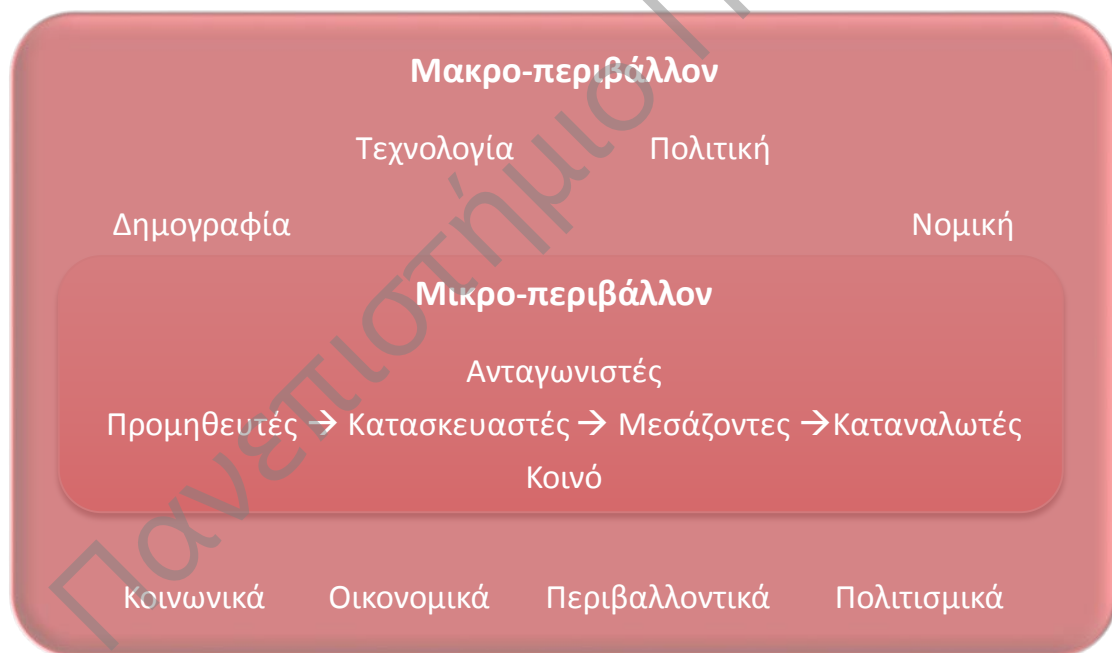 Μακρο-περιβάλλον
Τεχνολογία Πολιτική
Δημογραφία Νομική
Μικρο-περιβάλλον
Ανταγωνιστές
Προμηθευτές → Κατασκευαστές → Μεσάζοντες →Καταναλωτές
Κοινό
Κοινωνικά Οικονομικά Περιβαλλοντικά Πολιτισμικά
Πανεπιστήμιο